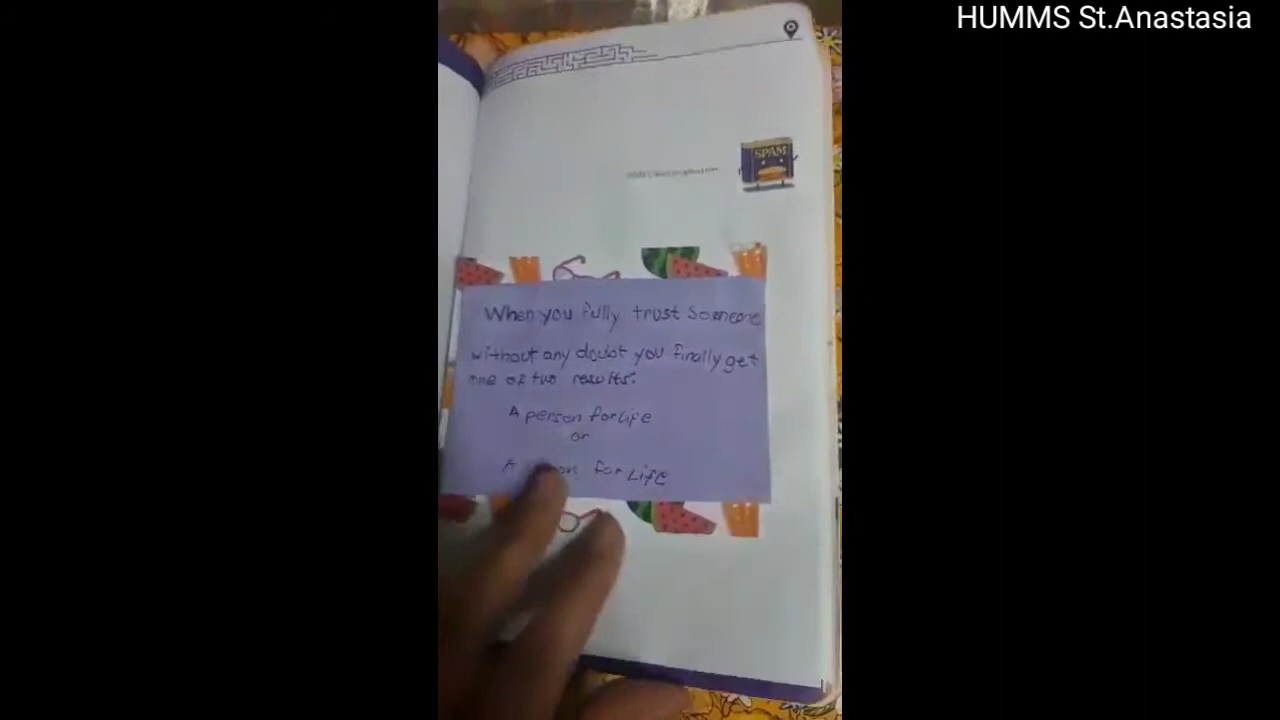 HUMMS St.Anastasia
SPAM
When you fully trust someone
without any doubt you finally get
one of two results.
A person for Life
or
A for Life